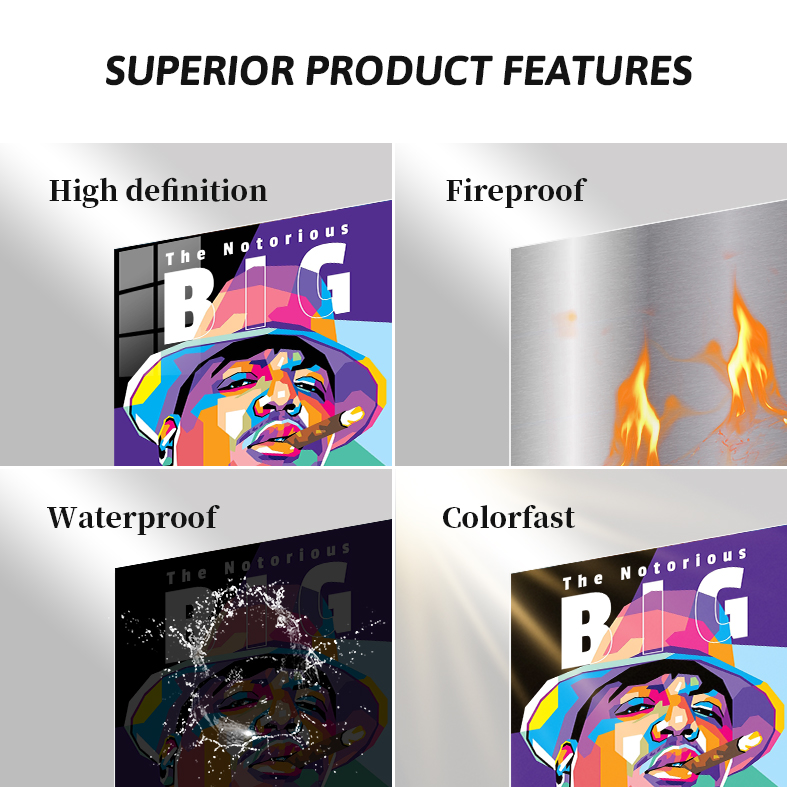 SUPERIOR PRODUCT FEATURES
High definition
Fireproof
The Notorious
BIG
Waterproof
Colorfast
The Notorious
BIG
The Notorious
BIG